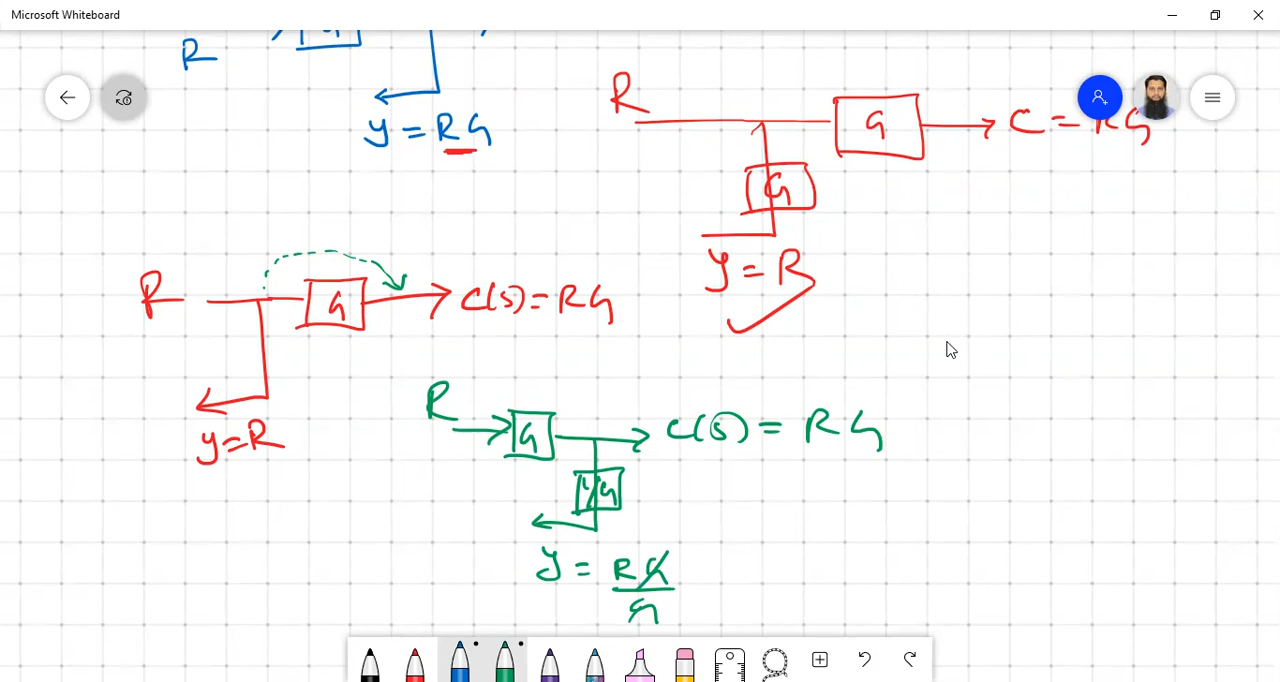 Microsoft Whiteboard
R
G
y = RG
R
G
C = RG
G
y = R
R
G
C(s) = RG
y = R
R
G
C(s) = RG
1/G
y = RG
G